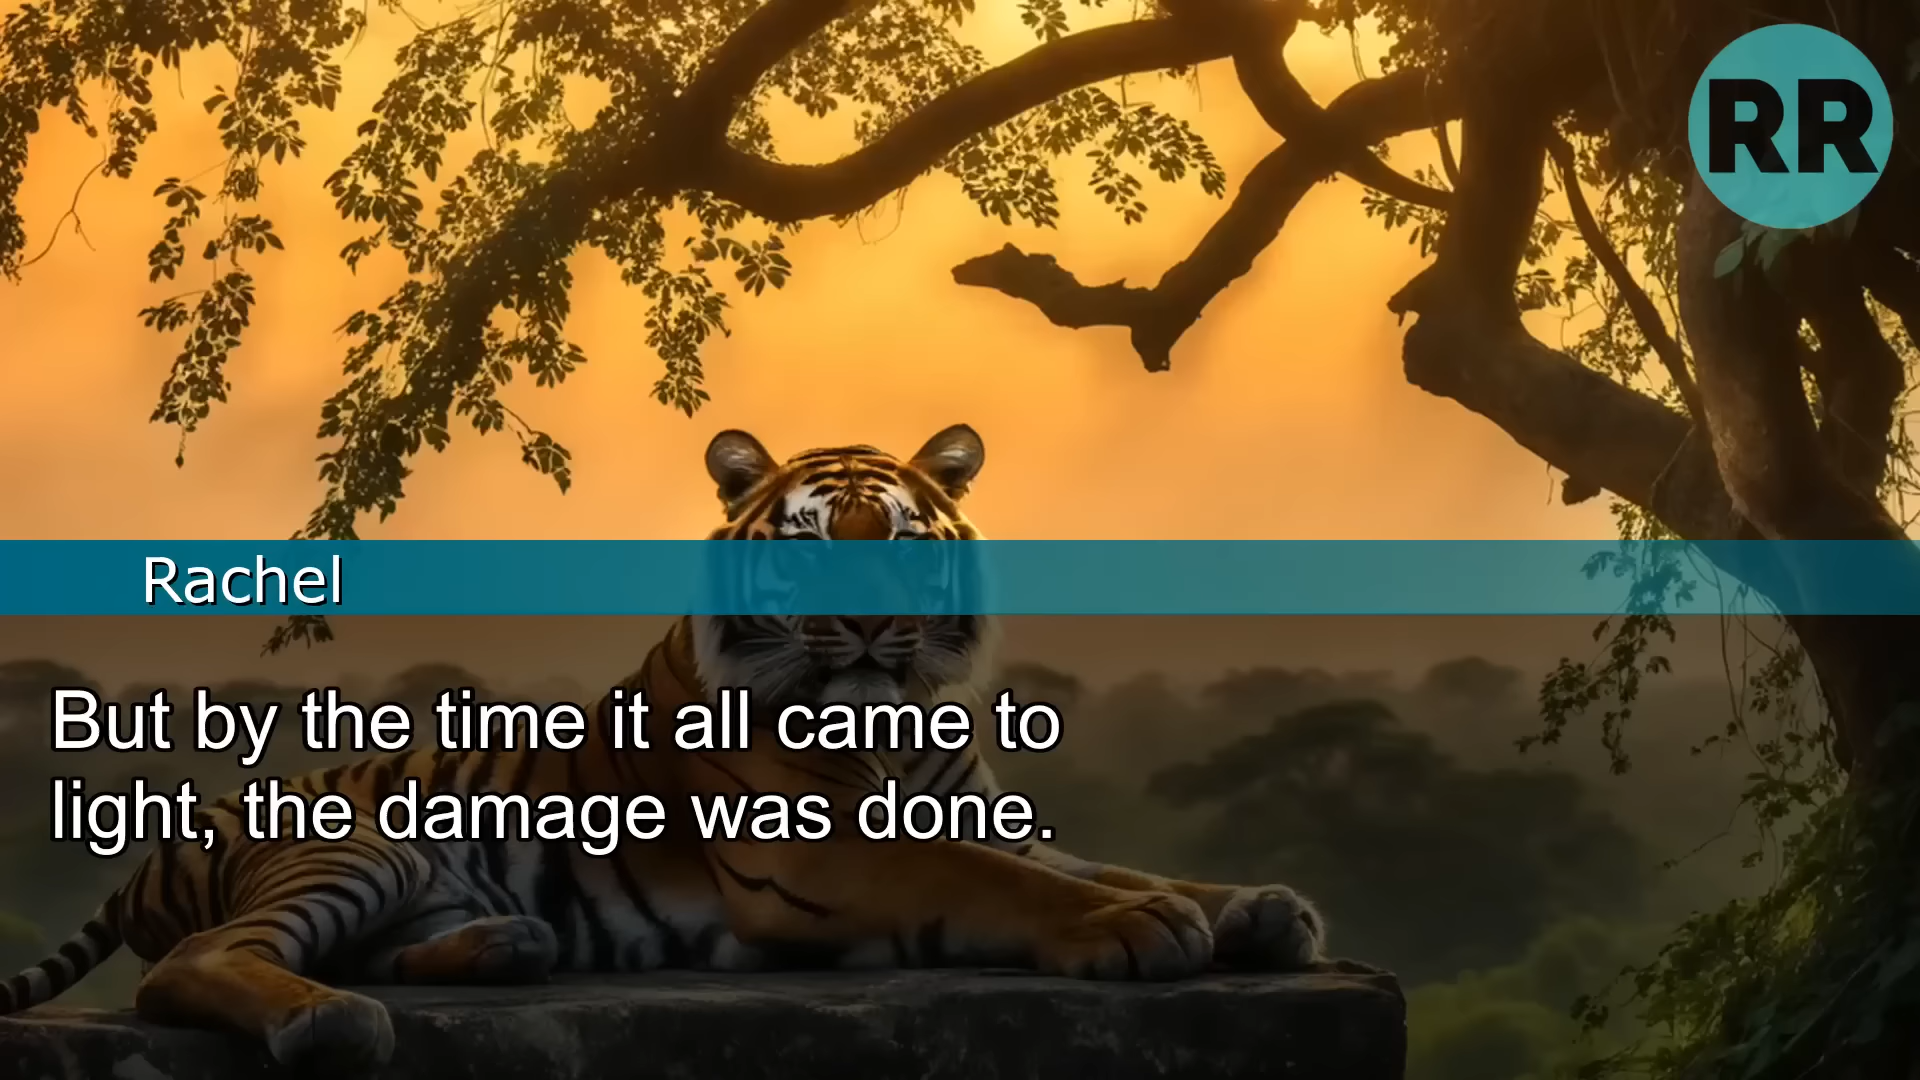 RR
Rachel
But by the time it all came to
light, the damage was done.